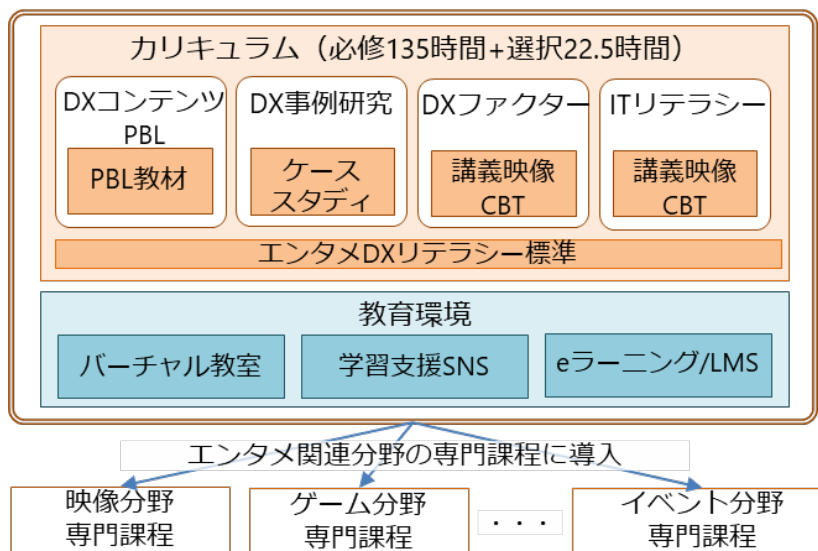 カリキュラム（必修135時間+選択22.5時間）
DXコンテンツ
PBL
PBL教材
DX事例研究
ケース
スタディ
DXファクター
講義映像
CBT
ITリテラシー
講義映像
CBT
エンタメDXリテラシー標準
教育環境
バーチャル教室
学習支援SNS
eラーニング/LMS
エンタメ関連分野の専門課程に導入
映像分野
専門課程
ゲーム分野
専門課程
・・・
イベント分野
専門課程